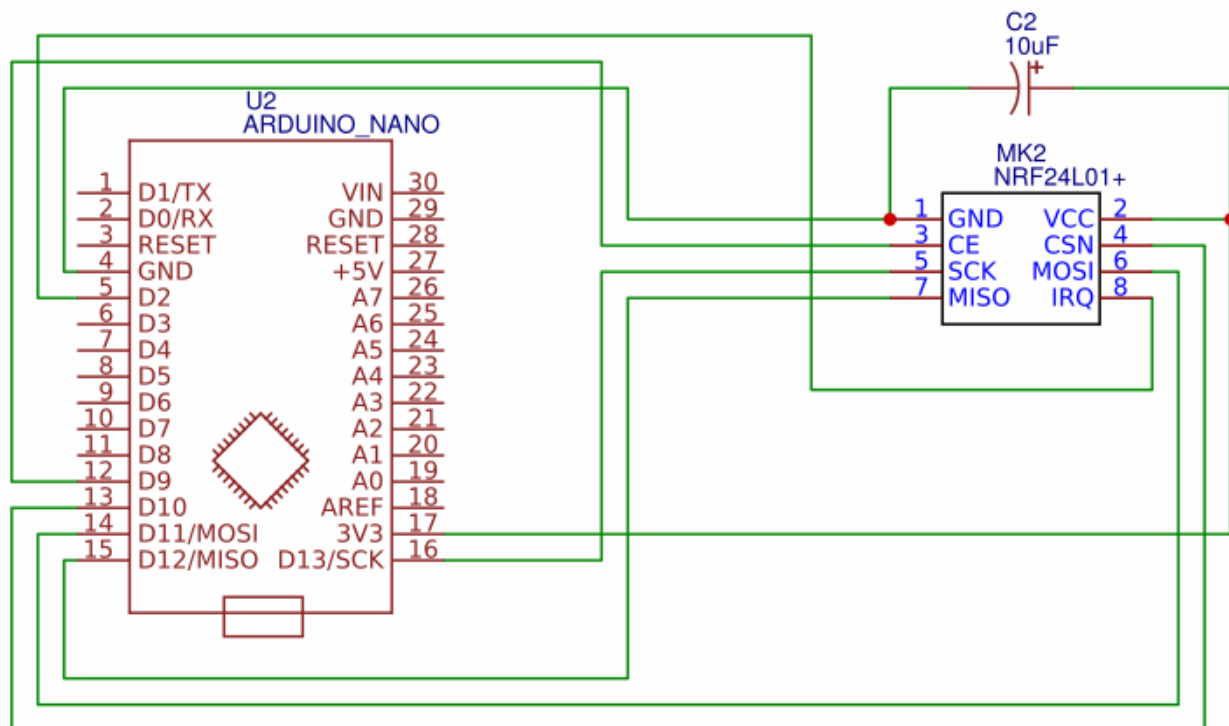 C2
10uF
+
U2
ARDUINO_NANO
1 D1/TX VIN 30
2 D0/RX GND 29
3 RESET RESET 28
4 GND +5V 27
5 D2 A7 26
6 D3 A6 25
7 D4 A5 24
8 D5 A4 23
9 D6 A3 22
10 D7 A2 21
11 D8 A1 20
12 D9 A0 19
13 D10 AREF 18
14 D11/MOSI 3V3 17
15 D12/MISO D13/SCK 16
MK2
NRF24L01+
1 GND VCC 2
3 CE CSN 4
5 SCK MOSI 6
7 MISO IRQ 8